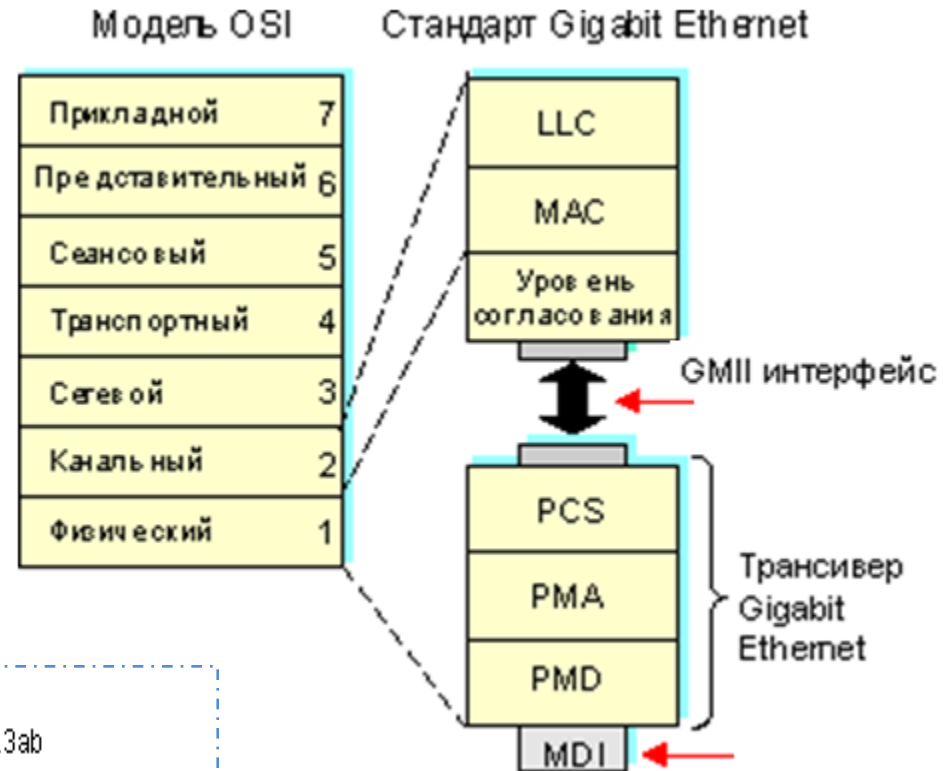 Модель OSI
Стандарт Gigabit Ethernet
Прикладной 7
Представительный 6
Сеансовый 5
Транспортный 4
Сетевой 3
Канальный 2
Физический 1
LLC
MAC
Уровень
согласования
GMII интерфейс
PCS
PMA
PMD
MDI
Трансивер
Gigabit
Ethernet
.3ab